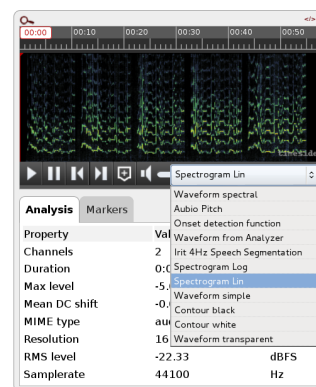 </>
00:00 00:10 00:20 00:30 00:40 00:50
timeside
Spectrogram Lin
Waveform spectral
Aubio Pitch
Onset detection function
Waveform from Analyzer
Irit 4Hz Speech Segmentation
Spectrogram Log
Spectrogram Lin
Waveform simple
Contour black
Contour white
Waveform transparent
Analysis Markers
Property
Channels 2
Duration
Max level
Mean DC shift
MIME type
Resolution 16
RMS level -22.33 dBFS
Samplerate 44100 Hz